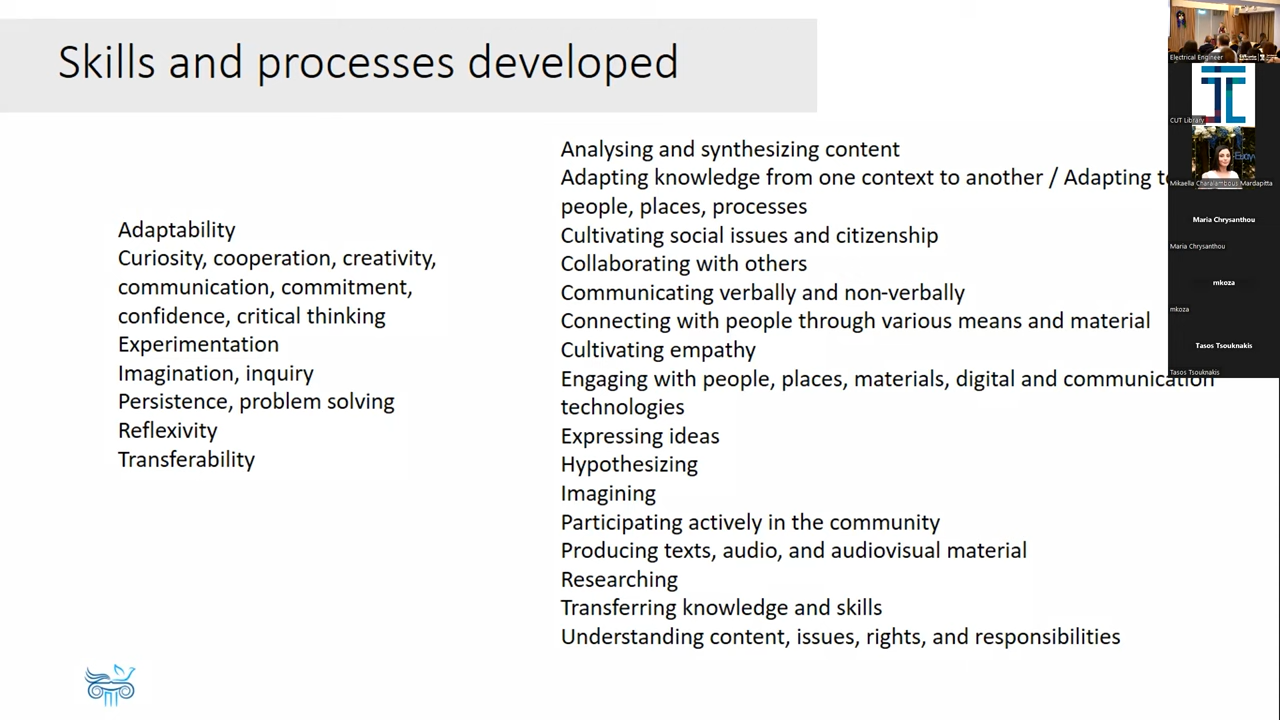 Skills and processes developed
Adaptability
Curiosity, cooperation, creativity,
communication, commitment,
confidence, critical thinking
Experimentation
Imagination, inquiry
Persistence, problem solving
Reflexivity
Transferability
Analysing and synthesizing content
Adapting knowledge from one context to another / Adapting
people, places, processes
Cultivating social issues and citizenship
Collaborating with others
Communicating verbally and non-verbally
Connecting with people through various means and material
Cultivating empathy
Engaging with people, places, materials, digital and communication
technologies
Expressing ideas
Hypothesizing
Imagining
Participating actively in the community
Producing texts, audio, and audiovisual material
Researching
Transferring knowledge and skills
Understanding content, issues, rights, and responsibilities
Electrical Engineer
CUT Library
Mikaella Charalambous Mardapitta
Maria Chrysanthou
Maria Chrysanthou
mkoza
mkoza
Tasos Tsouknakis
Tasos Tsouknakis